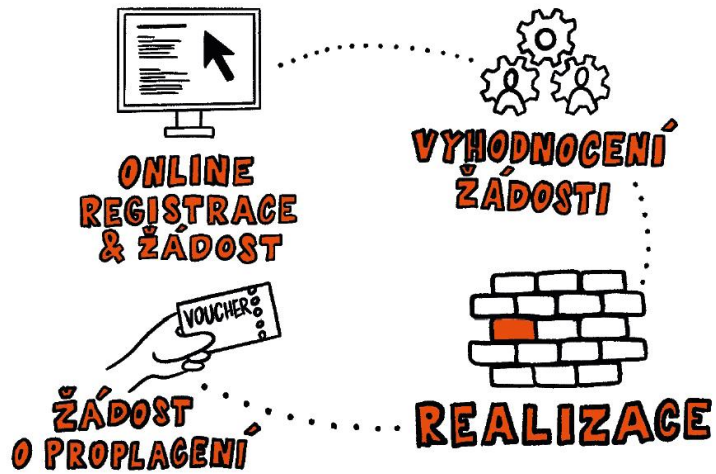 ONLINE
REGISTRACE
& ŽÁDOST
VYHODNOCENÍ
ŽÁDOSTI
REALIZACE
VOUCHER
ŽÁDOST
O PROPLACENÍ